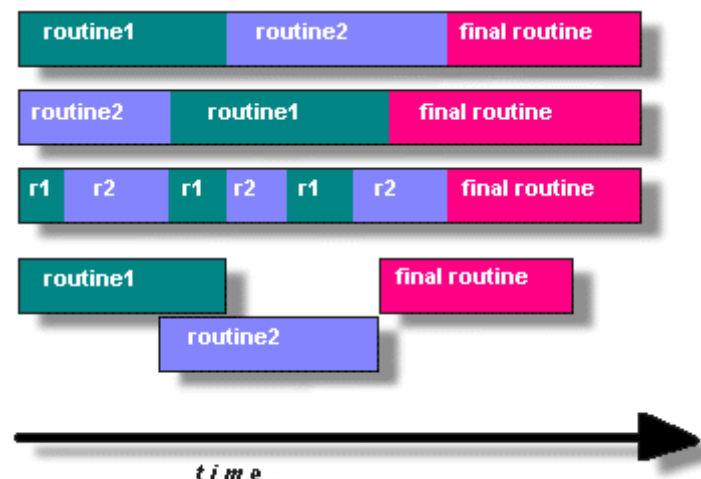 routine1 routine2 final routine
routine2 routine1 final routine
r1 r2 r1 r2 r1 r2 final routine
routine1 final routine
routine2
time